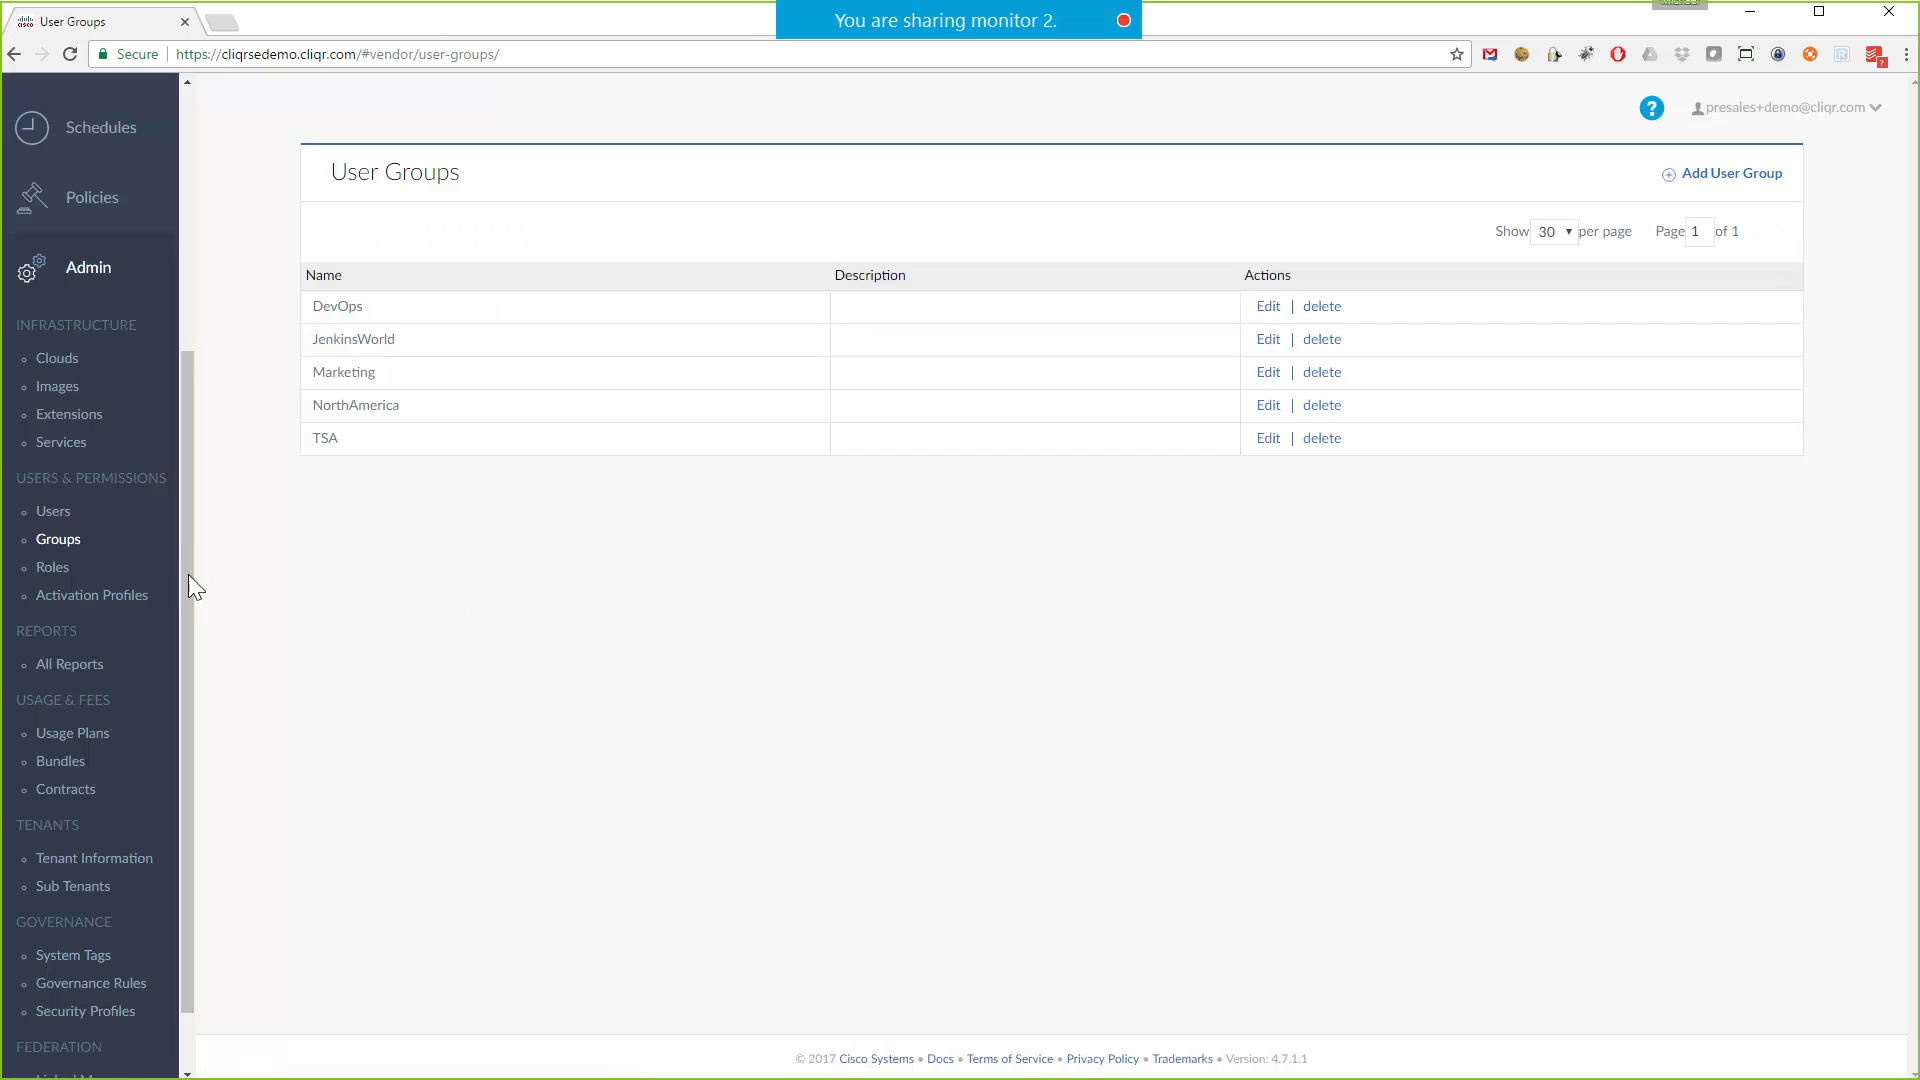 User Groups
You are sharing monitor 2.
Secure
https://cliqrsedemo.cliqr.com/#vendor/user-groups/
presales+demo@cliqr.com
Schedules
Policies
Admin
INFRASTRUCTURE
Clouds
Images
Extensions
Services
USERS & PERMISSIONS
Users
Groups
Roles
Activation Profiles
REPORTS
All Reports
USAGE & FEES
Usage Plans
Bundles
Contracts
TENANTS
Tenant Information
Sub Tenants
GOVERNANCE
System Tags
Governance Rules
Security Profiles
FEDERATION
User Groups
Add User Group
Show 30 per page Page 1 of 1
Name Description Actions
DevOps Edit | delete
JenkinsWorld Edit | delete
Marketing Edit | delete
NorthAmerica Edit | delete
TSA Edit | delete
© 2017 Cisco Systems • Docs • Terms of Service • Privacy Policy • Trademarks • Version: 4.7.1.1